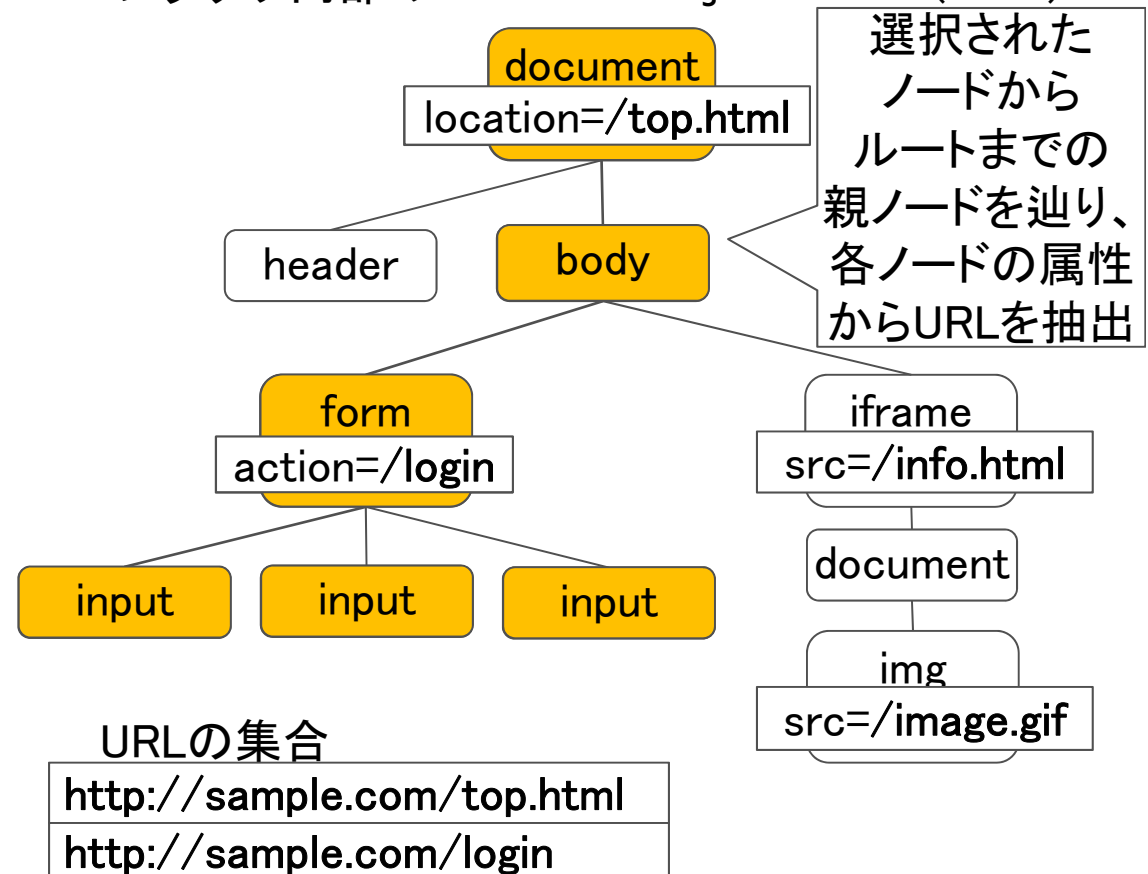 document
location=/top.html
選択された
ノードから
ルートまでの
親ノードを辿り、
各ノードの属性
からURLを抽出
header
body
form
action=/login
iframe
src=/info.html
input
input
input
document
img
src=/image.gif
URLの集合
http://sample.com/top.html
http://sample.com/login